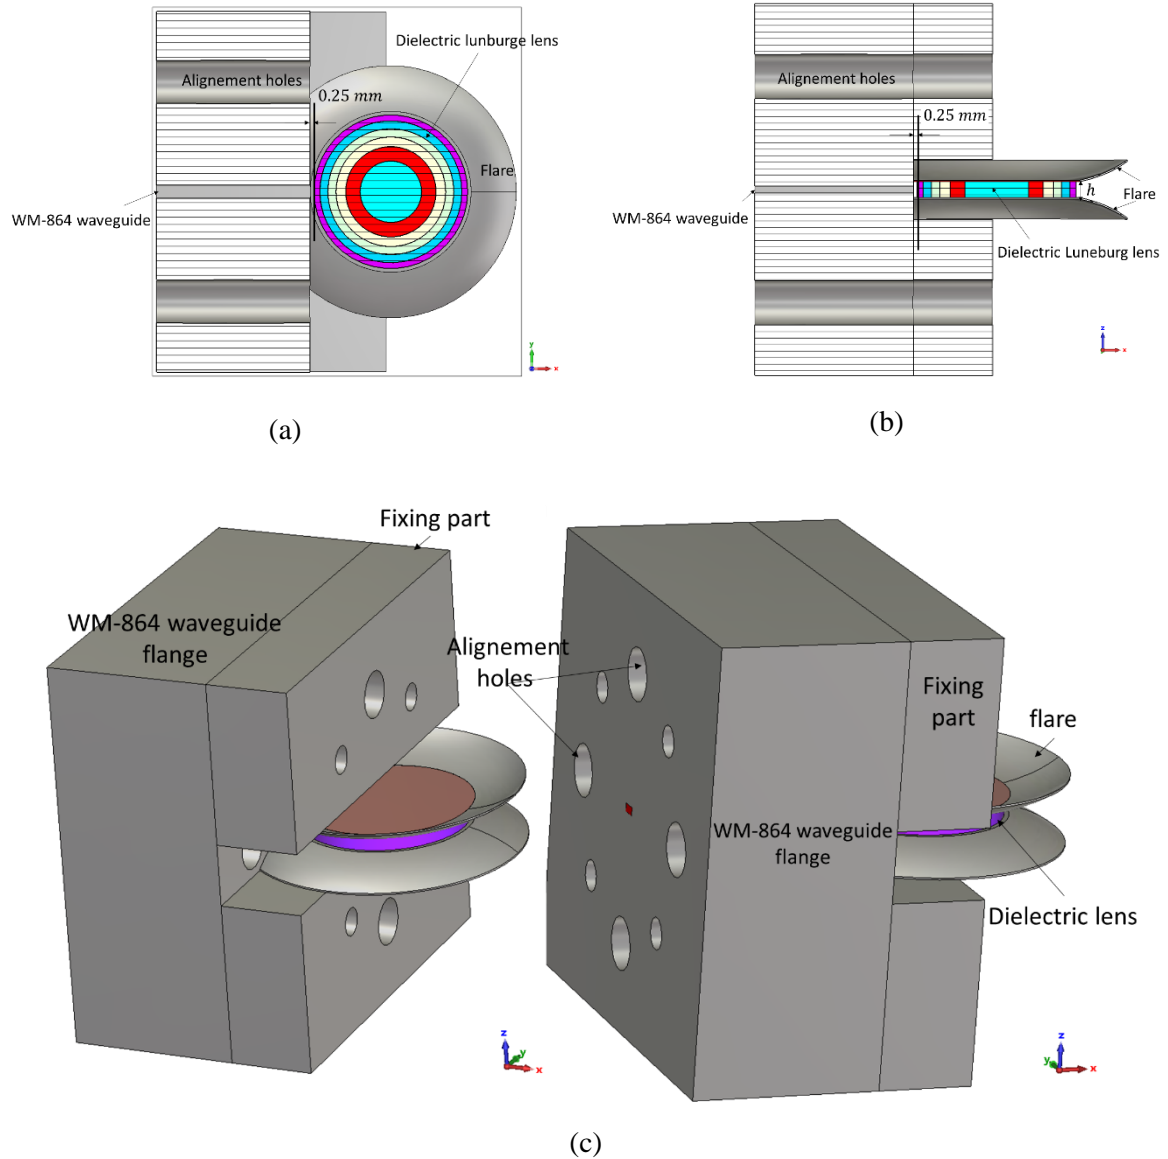 Dielectric lunburge lens
Alignement holes
0.25 mm
Flare
WM-864 waveguide
y
x
(a)
Alignement holes
0.25 mm
h
Flare
WM-864 waveguide
Dielectric Luneburg lens
z
x
(b)
Fixing part
WM-864 waveguide
flange
Alignement
holes
Fixing
part
flare
WM-864 waveguide
flange
Dielectric lens
z
y
x
z
y
x
(c)